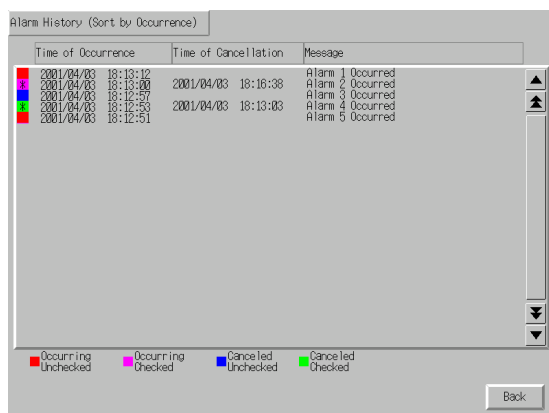 Alarm History (Sort by Occurrence)
Time of Occurrence Time of Cancellation Message
2001/04/03 18:13:12 Alarm 1 Occurred
* 2001/04/03 18:13:00 2001/04/03 18:16:38 Alarm 2 Occurred
2001/04/03 18:12:57 Alarm 3 Occurred
* 2001/04/03 18:12:53 2001/04/03 18:13:03 Alarm 4 Occurred
2001/04/03 18:12:51 Alarm 5 Occurred
Occurring Unchecked
Occurring Checked
Canceled Unchecked
Canceled Checked
Back